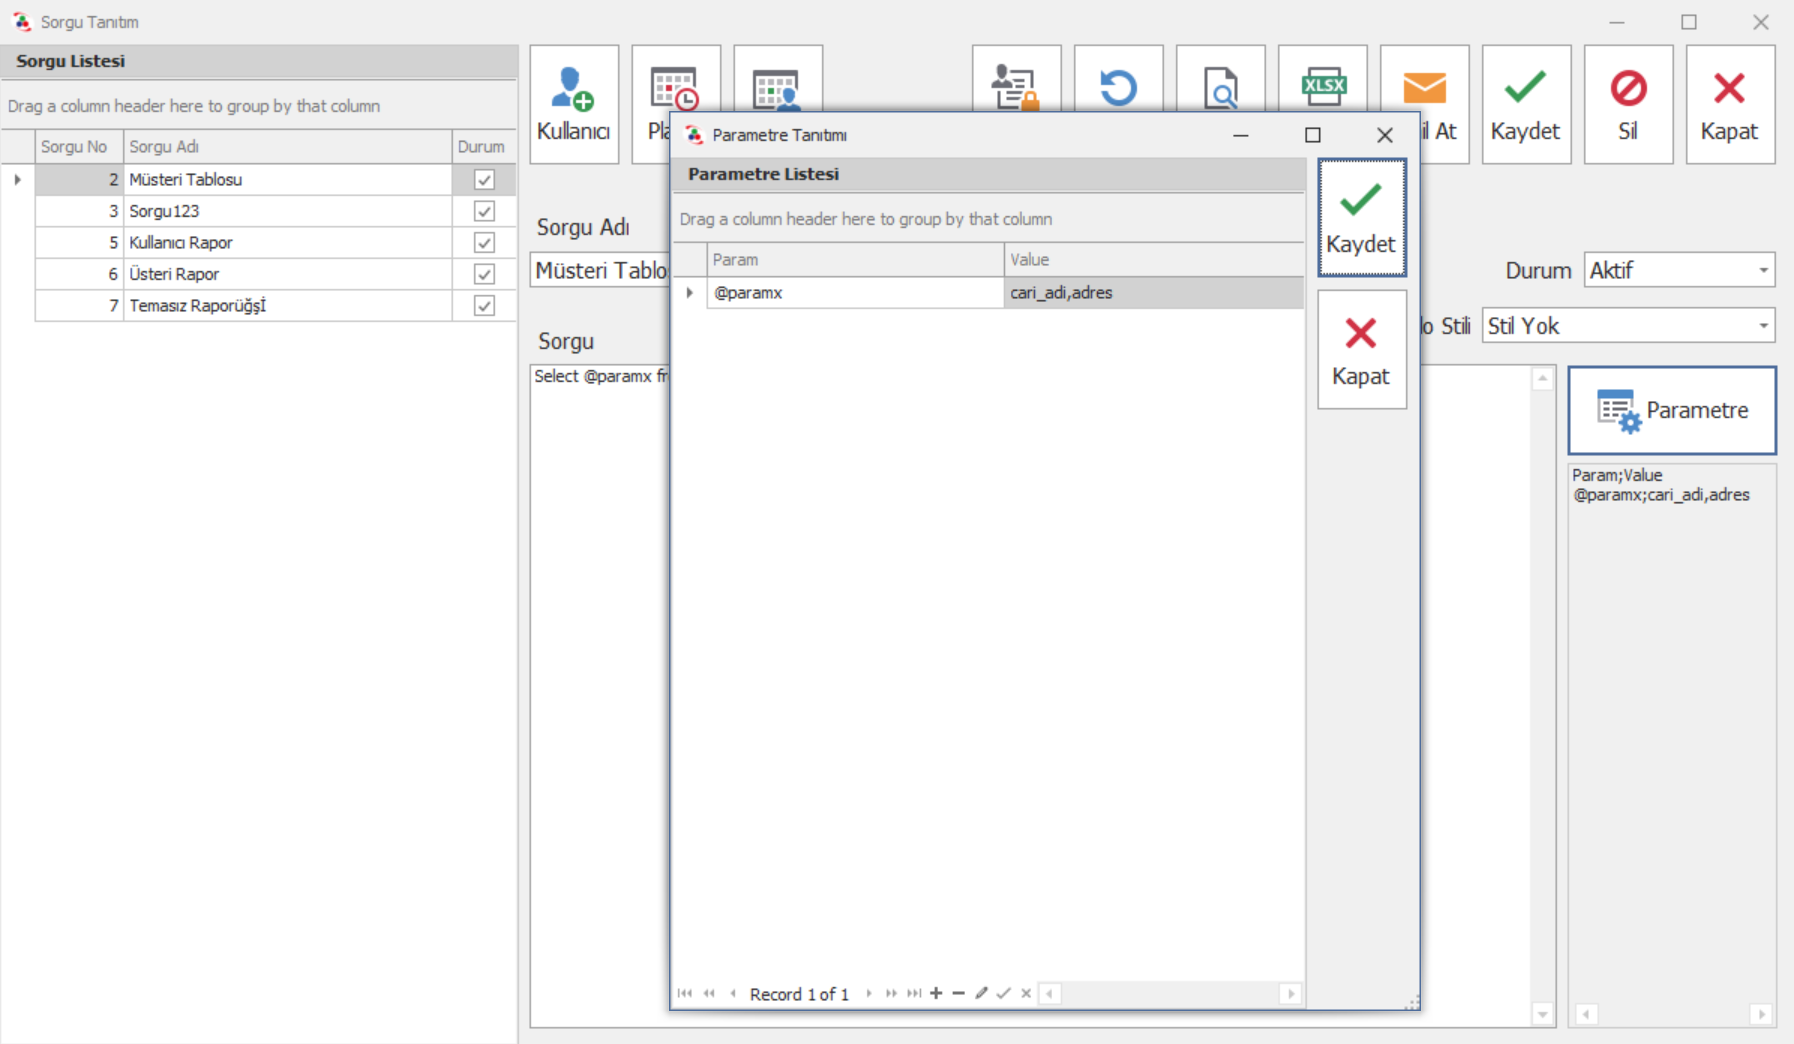 Sorgu Tanıtım
Sorgu Listesi
Drag a column header here to group by that column
Sorgu No Sorgu Adı Durum
2 Müsteri Tablosu
3 Sorgu123
5 Kullanıcı Rapor
6 Üsteri Rapor
7 Temasız Raporüğşİ
Kullanıcı
XLSX
Kaydet
Sil
Kapat
Sorgu Adı
Müsteri Tablo
Durum Aktif
Stili Stil Yok
Sorgu
Select @paramx
Parametre
Param;Value
@paramx;cari_adi,adres
Parametre Tanıtımı
Parametre Listesi
Drag a column header here to group by that column
Param Value
@paramx cari_adi,adres
Kaydet
Kapat
Record 1 of 1